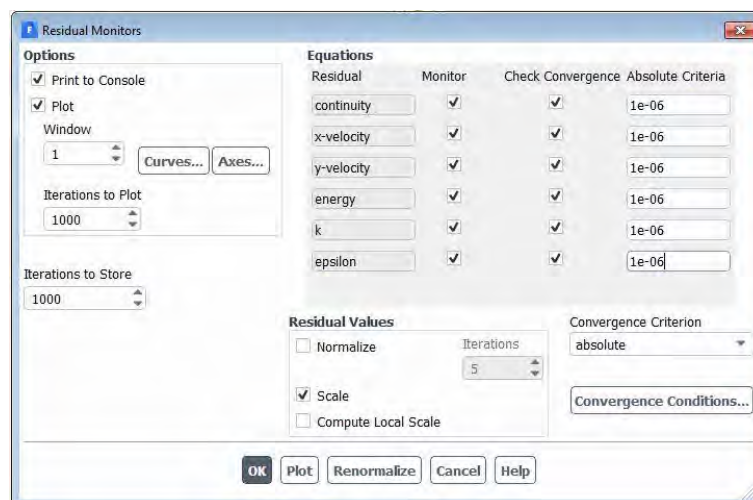 Residual Monitors
Options
Print to Console
Plot
Window
1
Curves...
Axes...
Iterations to Plot
1000
Iterations to Store
1000
Equations
Residual Monitor Check Convergence Absolute Criteria
continuity 1e-06
x-velocity 1e-06
y-velocity 1e-06
energy 1e-06
k 1e-06
epsilon 1e-06
Residual Values
Normalize
Iterations
5
Scale
Compute Local Scale
Convergence Criterion
absolute
Convergence Conditions...
OK Plot Renormalize Cancel Help